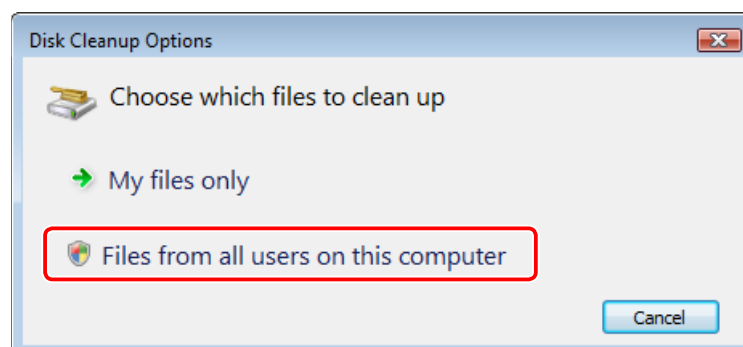 Disk Cleanup Options
Choose which files to clean up
My files only
Files from all users on this computer
Cancel